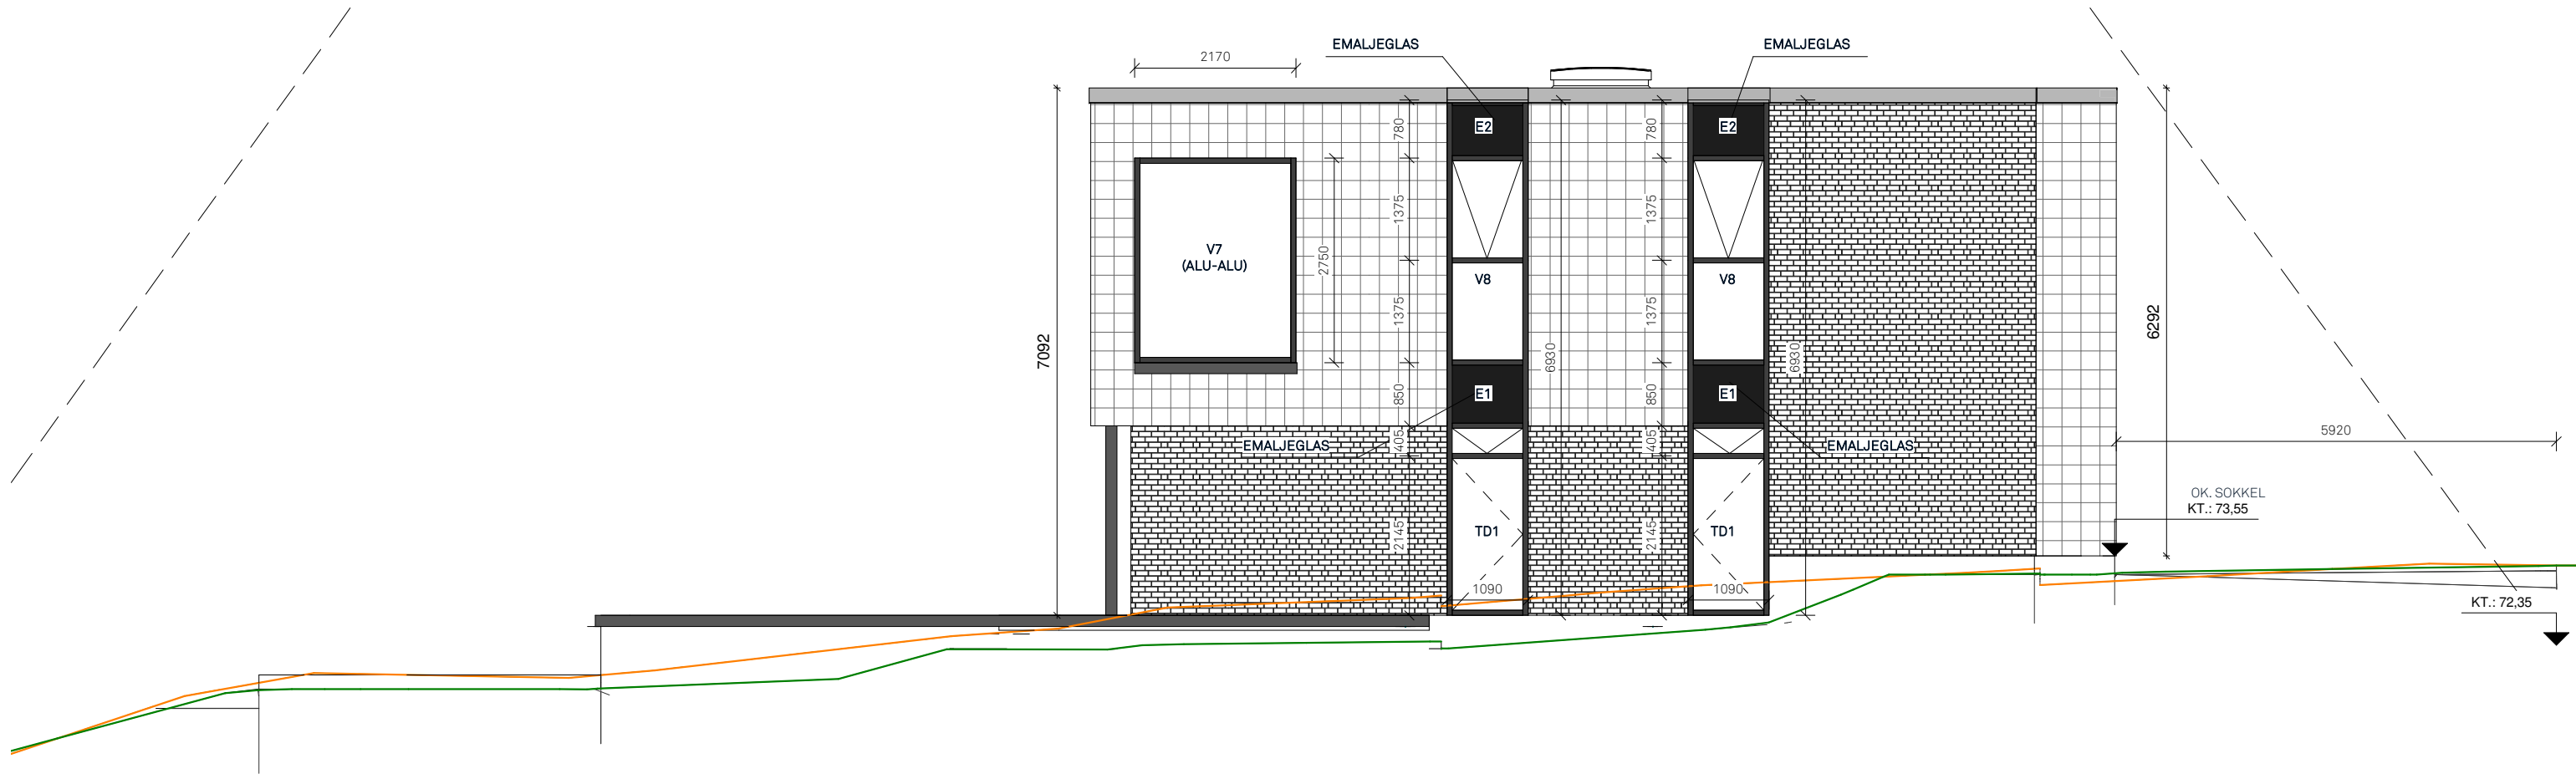 EMALJEGLAS
EMALJEGLAS
2170
E2
E2
780
780
1375
1375
V7
(ALU-ALU)
2750
V8
V8
1375
1375
7092
6930
6930
6292
E1
E1
850
850
EMALJEGLAS
405
405
EMALJEGLAS
5920
OK. SOKKEL
KT.: 73,55
TD1
TD1
2145
2145
1090
1090
KT.: 72,35